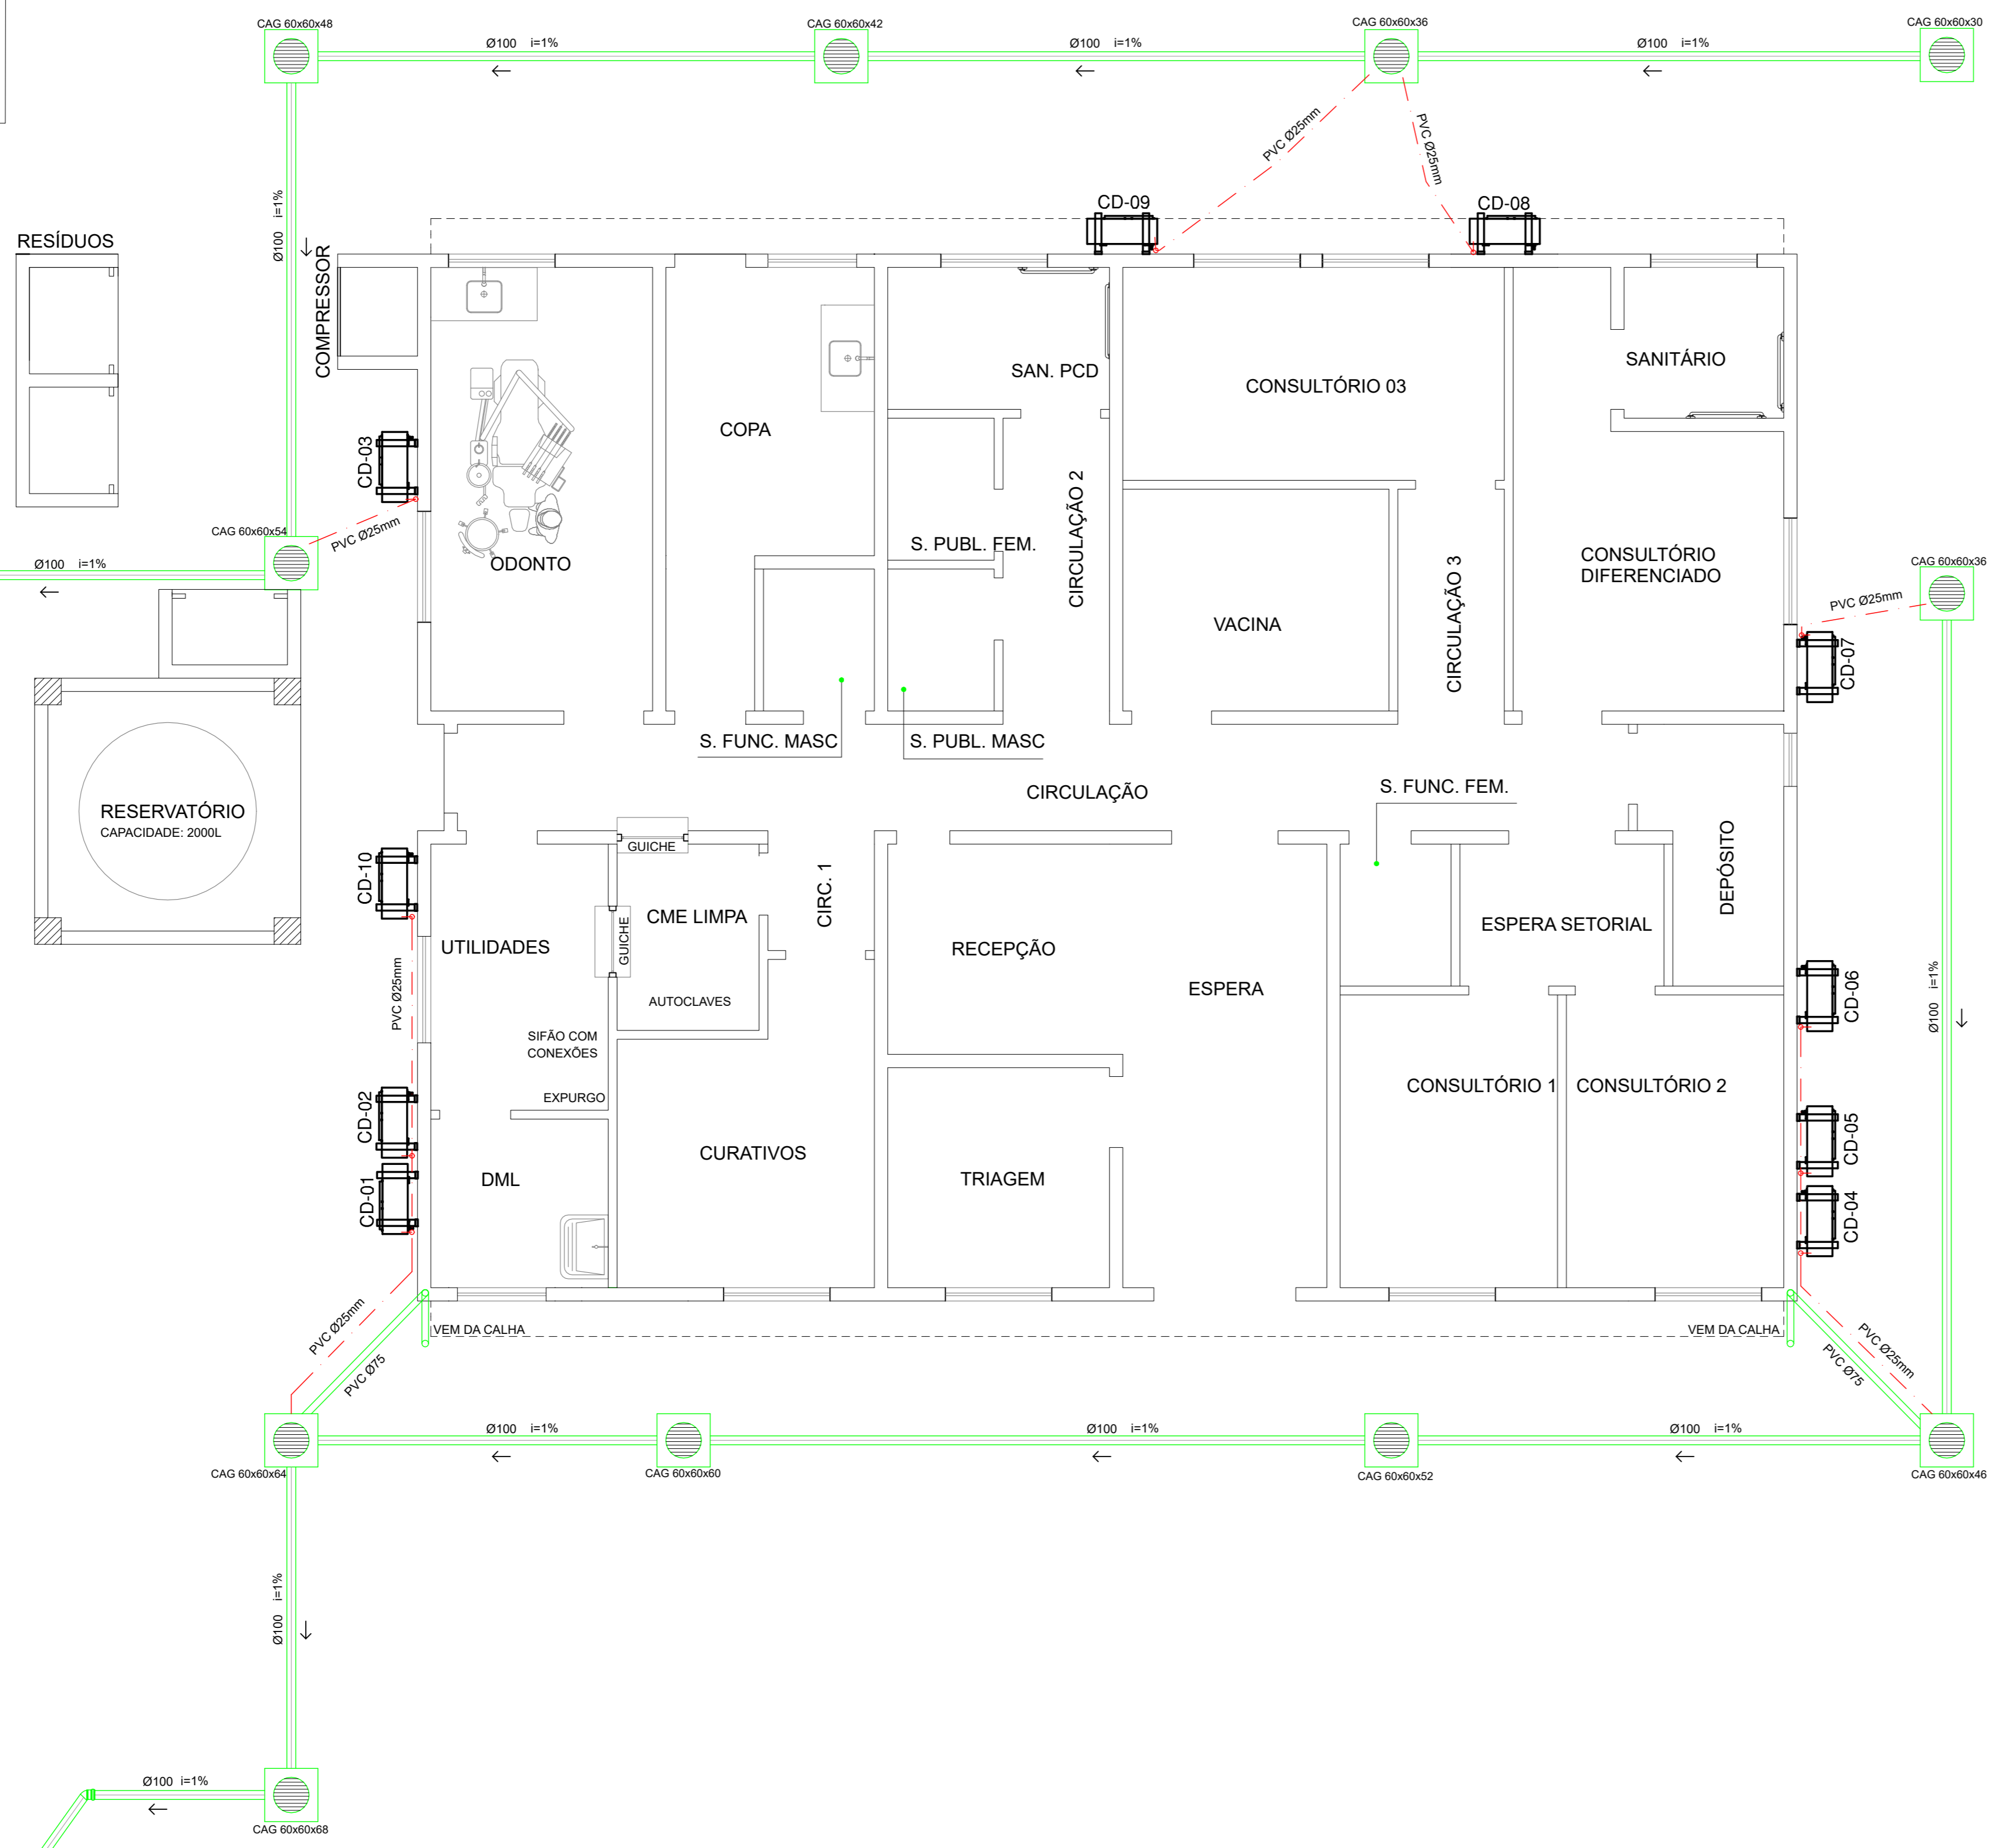 CAG 60x60x48
CAG 60x60x42
CAG 60x60x36
CAG 60x60x30
Ø100 i=1%
Ø100 i=1%
Ø100 i=1%
PVC Ø25mm
PVC Ø25mm
Ø100 i=1%
CD-09
CD-08
RESÍDUOS
COMPRESSOR
SAN. PCD
CONSULTÓRIO 03
SANITÁRIO
COPA
CD-03
CAG 60x60x54
PVC Ø25mm
Ø100 i=1%
ODONTO
S. PUBL. FEM.
CIRCULAÇÃO 2
CIRCULAÇÃO 3
CONSULTÓRIO
DIFERENCIADO
CAG 60x60x36
PVC Ø25mm
VACINA
CD-07
S. FUNC. MASC
S. PUBL. MASC
CIRCULAÇÃO
S. FUNC. FEM.
RESERVATÓRIO
CAPACIDADE: 2000L
GUICHE
CD-10
CIRC. 1
DEPÓSITO
CME LIMPA
GUICHE
UTILIDADES
RECEPÇÃO
ESPERA SETORIAL
PVC Ø25mm
AUTOCLAVES
ESPERA
CD-06
Ø100 i=1%
SIFÃO COM
CONEXÕES
CONSULTÓRIO 1
CONSULTÓRIO 2
EXPURGO
CD-02
CD-05
CURATIVOS
DML
TRIAGEM
CD-01
CD-04
VEM DA CALHA
VEM DA CALHA
PVC Ø25mm
PVC Ø75
PVC Ø25mm
PVC Ø75
Ø100 i=1%
Ø100 i=1%
Ø100 i=1%
CAG 60x60x64
CAG 60x60x60
CAG 60x60x52
CAG 60x60x46
Ø100 i=1%
Ø100 i=1%
CAG 60x60x68